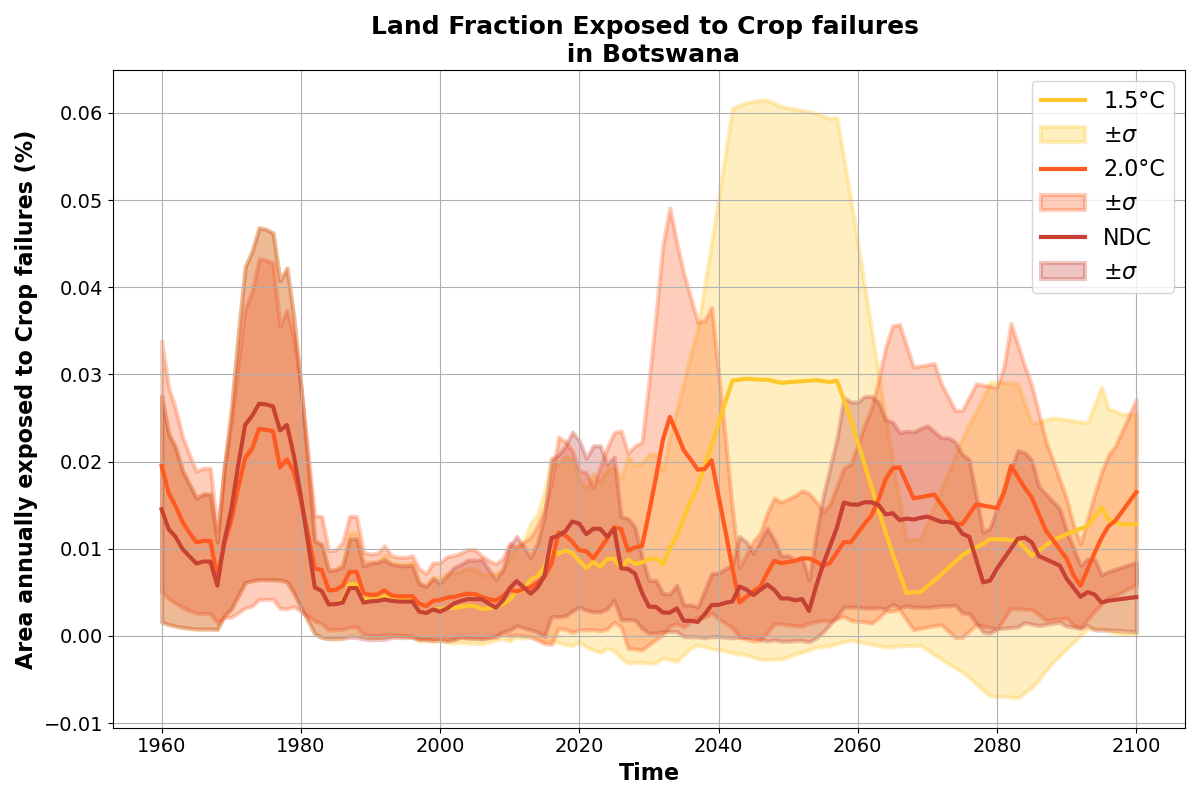 Land Fraction Exposed to Crop failures
in Botswana
Area annually exposed to Crop failures (%)
0.06
0.05
0.04
0.03
0.02
0.01
0.00
−0.01
1.5°C
±σ
2.0°C
±σ
NDC
±σ
1960 1980 2000 2020 2040 2060 2080 2100
Time